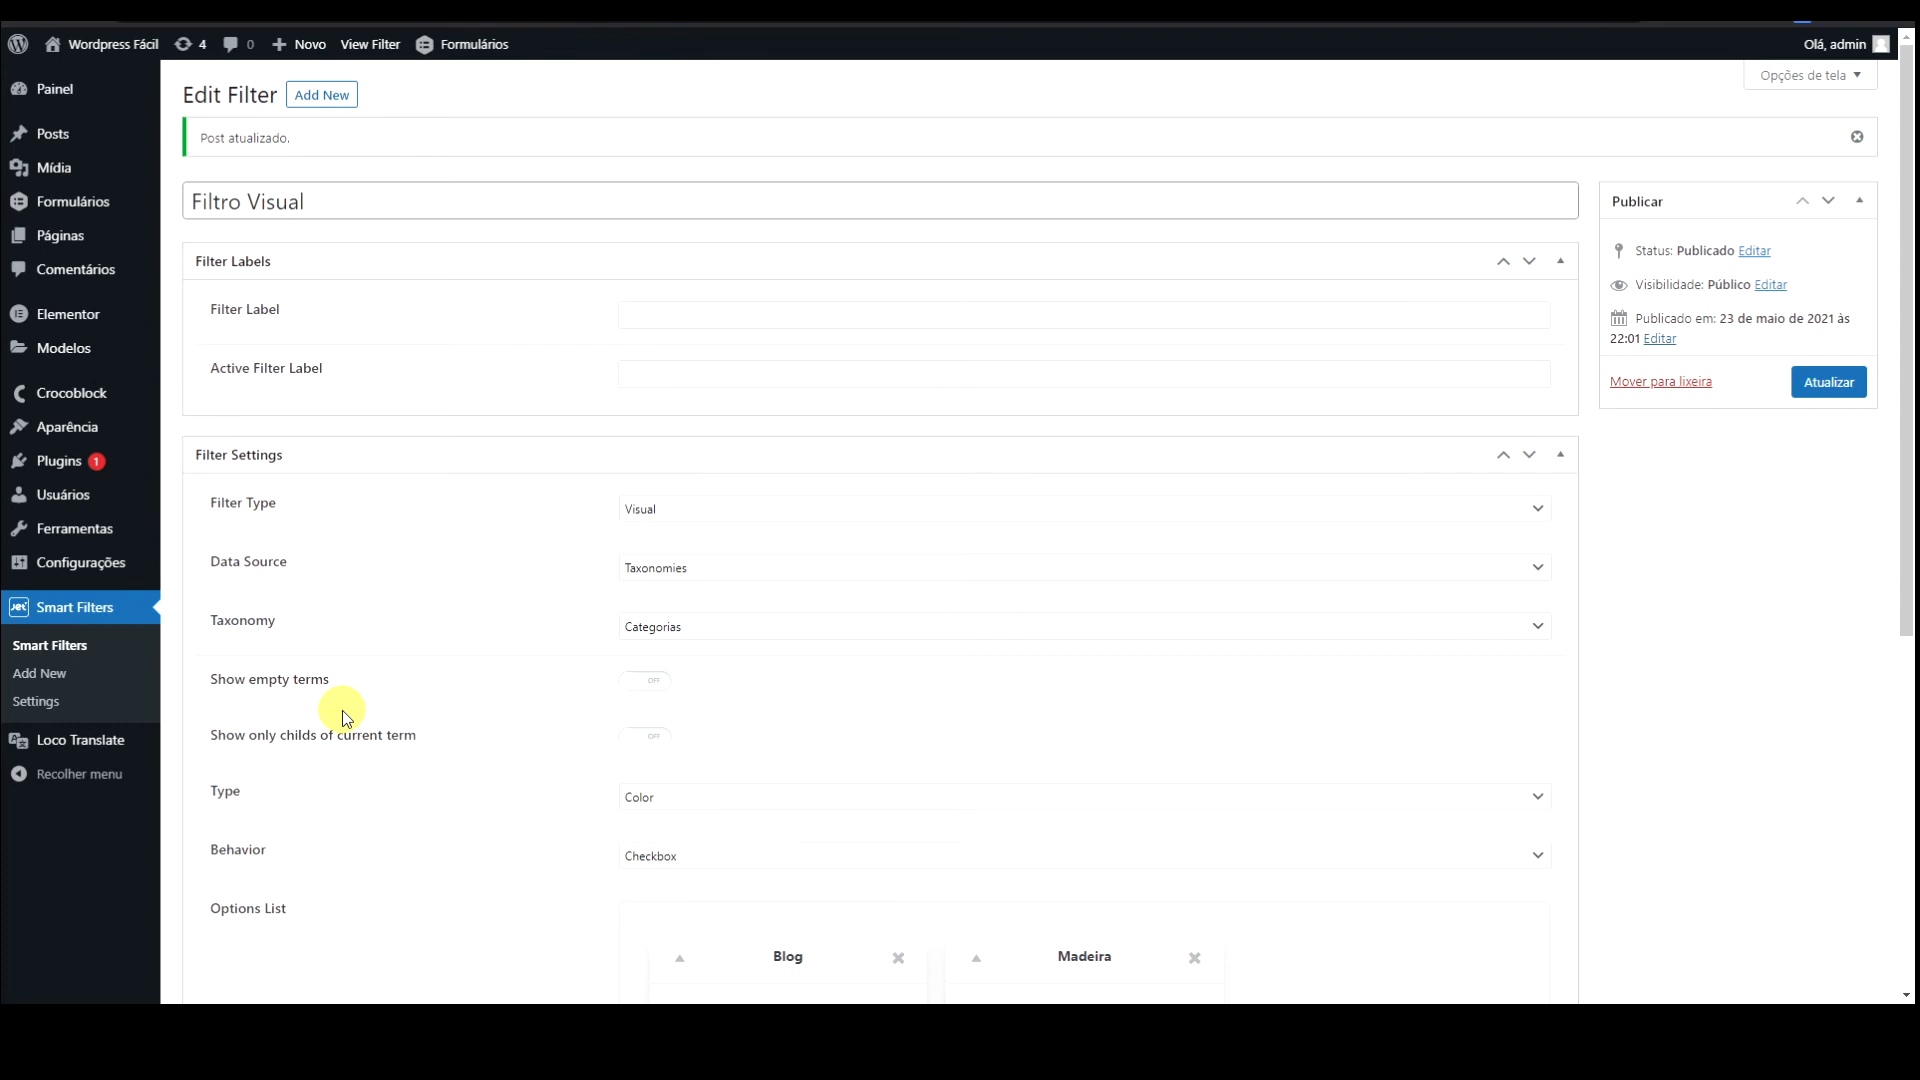 Wordpress Fácil
4
0
Novo
View Filter
Formulários
Olá, admin
Painel
Posts
Mídia
Formulários
Páginas
Comentários
Elementor
Modelos
Crocoblock
Aparência
Plugins 1
Usuários
Ferramentas
Configurações
Jet
Smart Filters
Smart Filters
Add New
Settings
Loco Translate
Recolher menu
Opções de tela
Edit Filter
Add New
Post atualizado.
Filtro Visual
Filter Labels
Filter Label
Active Filter Label
Filter Settings
Filter Type
Visual
Data Source
Taxonomies
Taxonomy
Categorias
Show empty terms
OFF
Show only childs of current term
OFF
Type
Color
Behavior
Checkbox
Options List
Blog
Madeira
Publicar
Status: Publicado Editar
Visibilidade: Público Editar
Publicado em: 23 de maio de 2021 às
22:01 Editar
Mover para lixeira
Atualizar